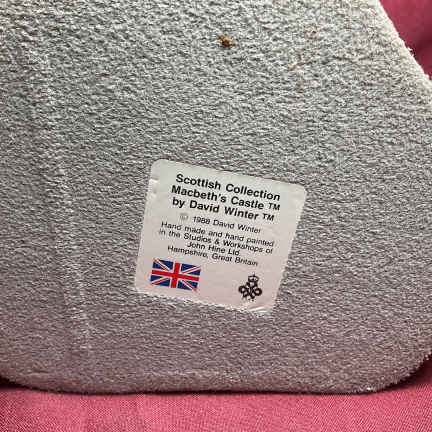 Scottish Collection
Macbeth's Castle ™
by David Winter ™
© 1988 David Winter
Hand made and hand painted
in the Studios & Workshops of
John Hine Ltd.
Hampshire, Great Britain